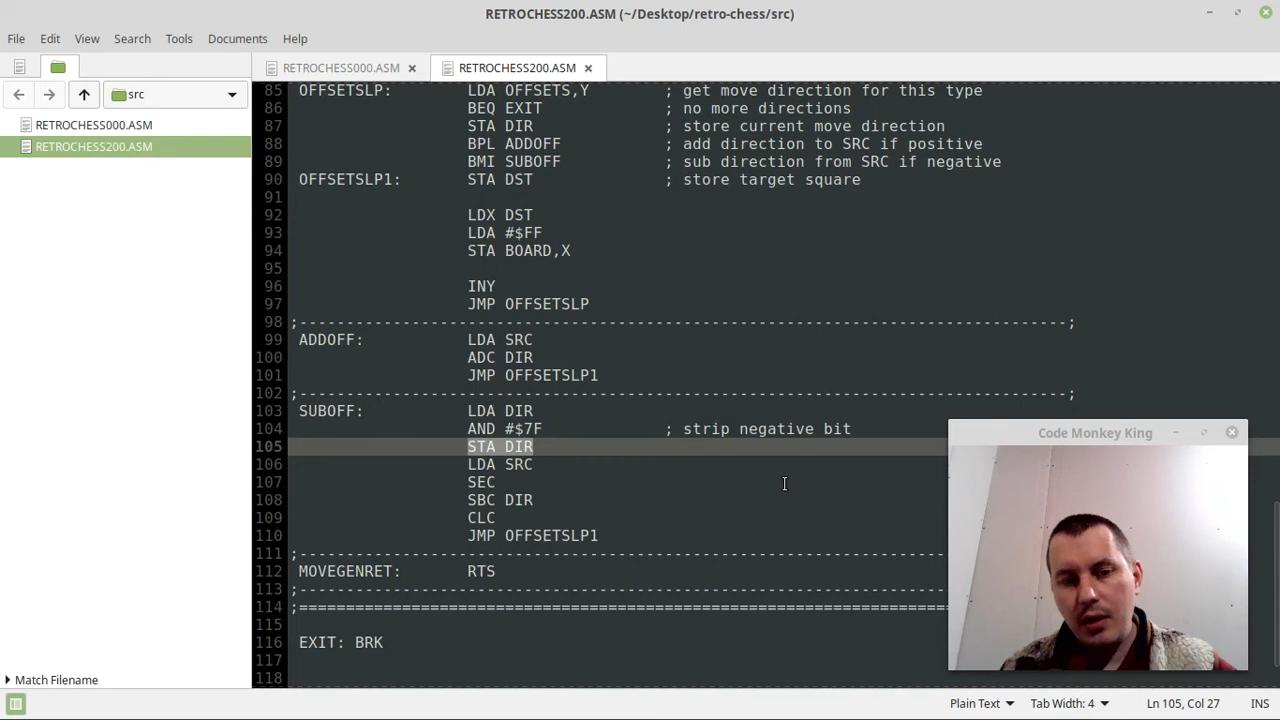 RETROCHESS200.ASM (~/Desktop/retro-chess/src)
File Edit View Search Tools Documents Help
src
RETROCHESS000.ASM
RETROCHESS200.ASM
Match Filename
RETROCHESS000.ASM × RETROCHESS200.ASM ×
85 OFFSETSLP: LDA OFFSETS,Y ; get move direction for this type
86 BEQ EXIT ; no more directions
87 STA DIR ; store current move direction
88 BPL ADDOFF ; add direction to SRC if positive
89 BMI SUBOFF ; sub direction from SRC if negative
90 OFFSETSLP1: STA DST ; store target square
91
92 LDX DST
93 LDA #$FF
94 STA BOARD,X
95
96 INY
97 JMP OFFSETSLP
98 ;----------------------------------------------------------------------------------;
99 ADDOFF: LDA SRC
100 ADC DIR
101 JMP OFFSETSLP1
102 ;----------------------------------------------------------------------------------;
103 SUBOFF: LDA DIR
104 AND #$7F ; strip negative bit
105 STA DIR
106 LDA SRC
107 SEC
108 SBC DIR
109 CLC
110 JMP OFFSETSLP1
111 ;---------------------------------------------------------------------
112 MOVEGENRET: RTS
113 ;---------------------------------------------------------------------
114 ;=====================================================================
115
116 EXIT: BRK
117
118
Code Monkey King
Plain Text Tab Width: 4 Ln 105, Col 27 INS